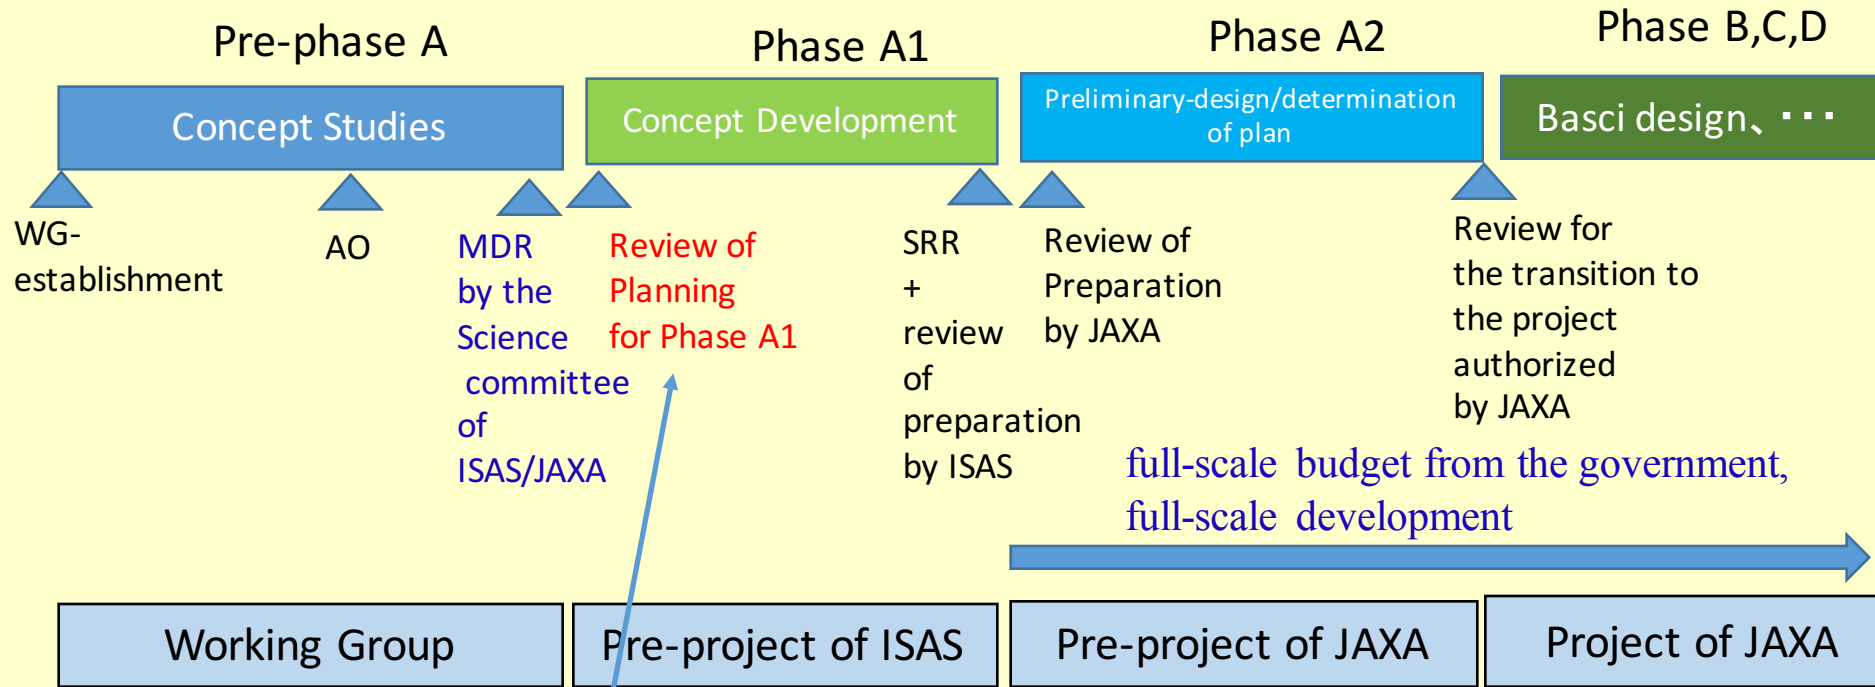 Pre-phase A
Phase A1
Phase A2
Phase B,C,D
Concept Studies
Concept Development
Preliminary-design/determination
of plan
Basci design、･･･
WG-
establishment
AO
MDR
by the
Science
committee
of
ISAS/JAXA
Review of
Planning
for Phase A1
SRR
+
review
of
preparation
by ISAS
Review of
Preparation
by JAXA
Review for
the transition to
the project
authorized
by JAXA
full-scale budget from the government,
full-scale development
Working Group
Pre-project of ISAS
Pre-project of JAXA
Project of JAXA